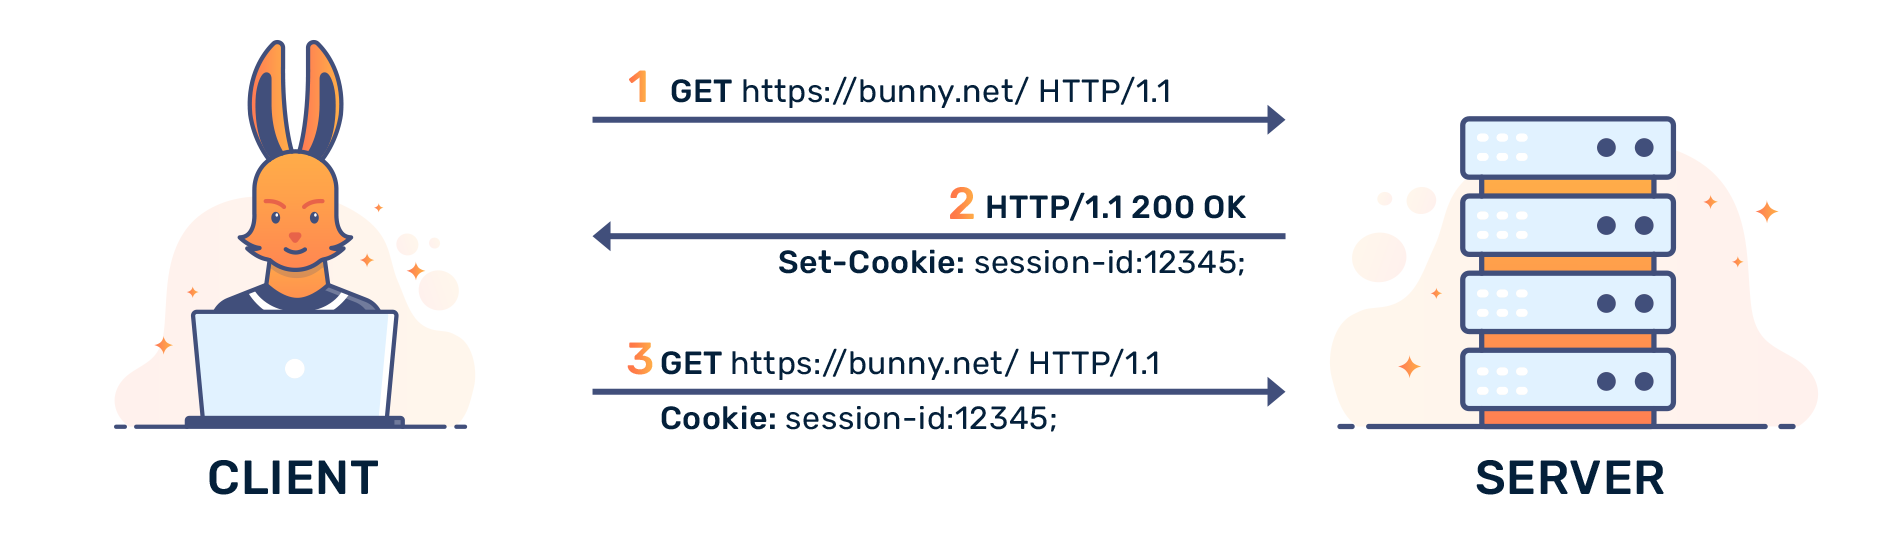 1 GET https://bunny.net/ HTTP/1.1
2 HTTP/1.1 200 OK
Set-Cookie: session-id:12345;
3 GET https://bunny.net/ HTTP/1.1
Cookie: session-id:12345;
CLIENT
SERVER